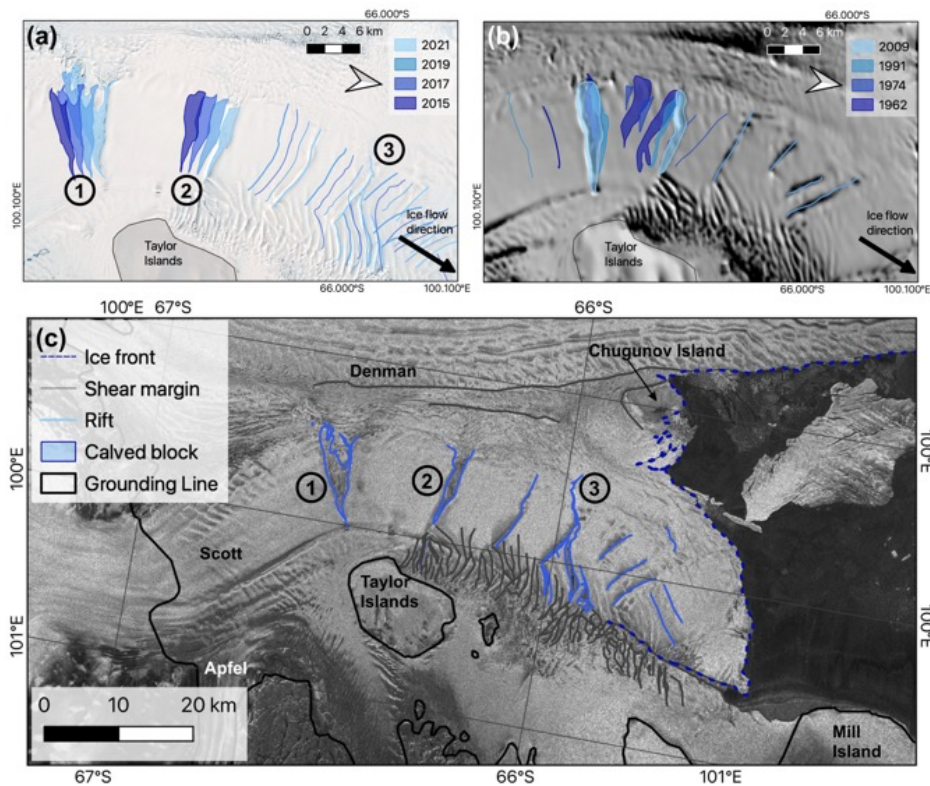 66.000°S
(a)
0 2 4 6 km
2021
2019
2017
2015
1
2
3
100.100°E
Taylor
Islands
Ice flow
direction
66.000°S
100.100°E
66.000°S
(b)
0 2 4 6 km
2009
1991
1974
1962
100.100°E
Taylor
Islands
Ice flow
direction
66.000°S
100.100°E
100°E 67°S
66°S
(c)
Ice front
Shear margin
Rift
Calved block
Grounding Line
Denman
Chugunov Island
1
2
3
100°E
100°E
Scott
Taylor
Islands
101°E
100°E
Apfel
0 10 20 km
Mill
Island
67°S
66°S
101°E